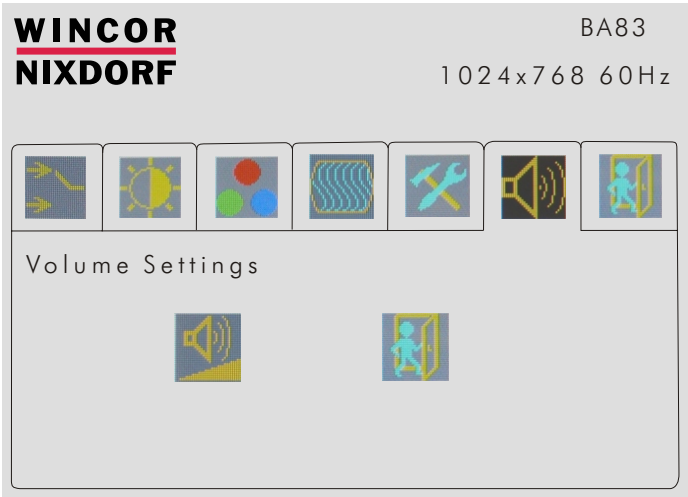 WINCOR
NIXDORF
BA83
1024x768 60Hz
Volume Settings